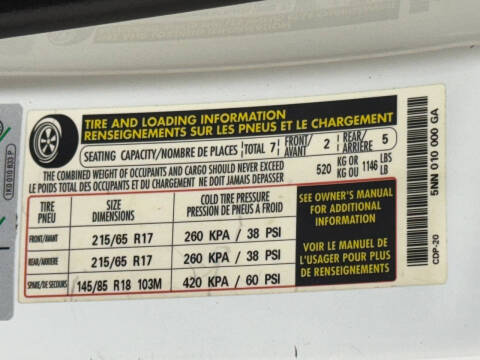 TIRE AND LOADING INFORMATION
RENSEIGNEMENTS SUR LES PNEUS ET LE CHARGEMENT
SEATING CAPACITY/NOMBRE DE PLACES TOTAL 7 FRONT/AVANT 2 REAR/ARRIÈRE 5
THE COMBINED WEIGHT OF OCCUPANTS AND CARGO SHOULD NEVER EXCEED
LE POIDS TOTAL DES OCCUPANTS ET DU CHARGEMENT NE DOIT JAMAIS DEPASSER
520 KG OR/KG OU 1146 LBS/LB
TIRE
PNEU
SIZE
DIMENSIONS
COLD TIRE PRESSURE
PRESSION DE PNEUS A FROID
FRONT/AVANT 215/65 R17 260 KPA / 38 PSI
REAR/ARRIÈRE 215/65 R17 260 KPA / 38 PSI
SPARE/DE SECOURS 145/85 R18 103M 420 KPA / 60 PSI
SEE OWNER'S MANUAL
FOR ADDITIONAL
INFORMATION
VOIR LE MANUEL DE
L'USAGER POUR PLUS
DE RENSEIGNEMENTS
CDP-20
5NN 010 000 GA
1K0 010 833 P